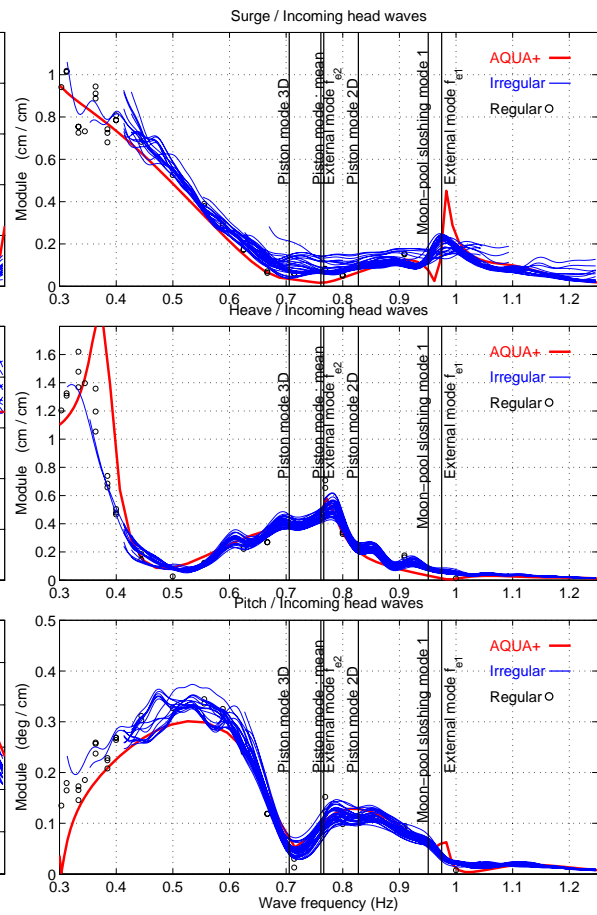 Surge / Incoming head waves
Module (cm / cm)
1
0.8
0.6
0.4
0.2
0
0.3 0.4 0.5 0.6 0.7 0.8 0.9 1 1.1 1.2
Piston mode 3D
Piston mode : mean
External mode fe2
Piston mode 2D
Moon-pool sloshing mode 1
External mode fe1
AQUA+
Irregular
Regular
Heave / Incoming head waves
Module (cm / cm)
1.6
1.4
1.2
1
0.8
0.6
0.4
0.2
0
0.3 0.4 0.5 0.6 0.7 0.8 0.9 1 1.1 1.2
Piston mode 3D
Piston mode : mean
External mode fe2
Piston mode 2D
Moon-pool sloshing mode 1
External mode fe1
AQUA+
Irregular
Regular
Pitch / Incoming head waves
Module (deg / cm)
0.5
0.4
0.3
0.2
0.1
0
0.3 0.4 0.5 0.6 0.7 0.8 0.9 1 1.1 1.2
Piston mode 3D
Piston mode : mean
External mode fe2
Piston mode 2D
Moon-pool sloshing mode 1
External mode fe1
AQUA+
Irregular
Regular
Wave frequency (Hz)